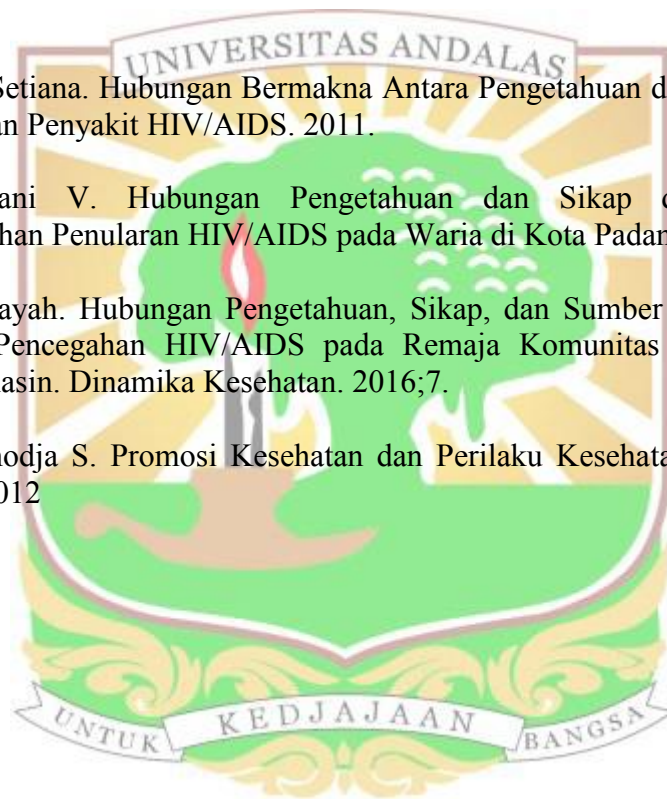 UNIVERSITAS ANDALAS
Setiana. Hubungan Bermakna Antara Pengetahuan d
an Penyakit HIV/AIDS. 2011.
ani V. Hubungan Pengetahuan dan Sikap d
han Penularan HIV/AIDS pada Waria di Kota Padan
ayah. Hubungan Pengetahuan, Sikap, dan Sumber
Pencegahan HIV/AIDS pada Remaja Komunitas
asin. Dinamika Kesehatan. 2016;7.
nodja S. Promosi Kesehatan dan Perilaku Kesehata
012
UNTUK KEDJAJAAN BANGSA